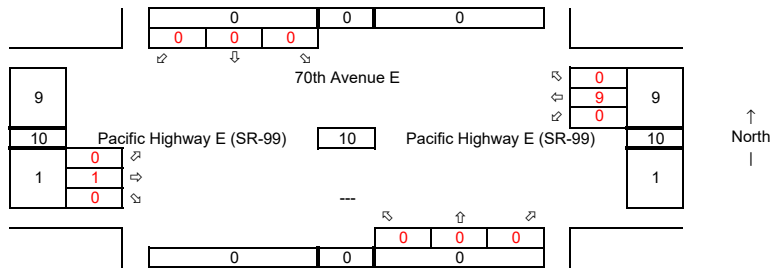 0 0 0
0 0 0
⬃ ⇩ ⬂
70th Avenue E
⬁ 0
9 ⇦ 9 9
⬃ 0
10 Pacific Highway E (SR-99) 10 Pacific Highway E (SR-99) 10
0 ⬀
1 1 ⇨ 1
0 ⬂ ---
⬁ ⇧ ⬀
0 0 0
0 0 0
↑
North
|